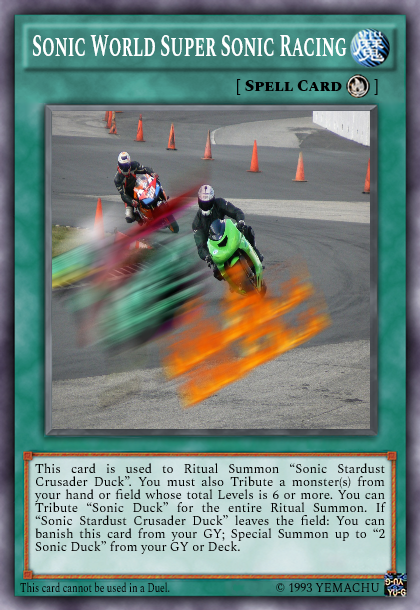 SONIC WORLD SUPER SONIC RACING
魔
[ SPELL CARD ]
This card is used to Ritual Summon “Sonic Stardust
Crusader Duck”. You must also Tribute a monster(s) from
your hand or field whose total Levels is 6 or more. You can
Tribute “Sonic Duck” for the entire Ritual Summon. If
“Sonic Stardust Crusader Duck” leaves the field: You can
banish this card from your GY; Special Summon up to “2
Sonic Duck” from your GY or Deck.
This card cannot be used in a Duel.
© 1993 YEMACHU